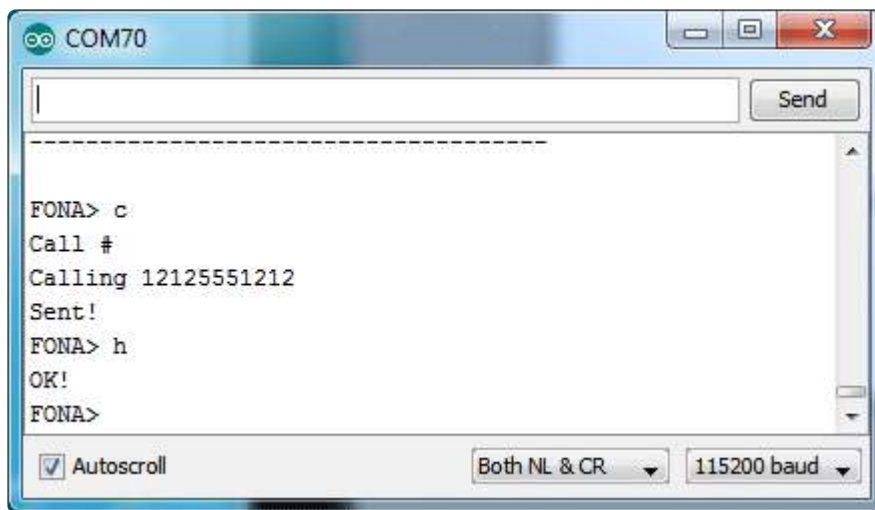 COM70
Send
---------------------------------------
FONA> c
Call #
Calling 12125551212
Sent!
FONA> h
OK!
FONA>
Autoscroll
Both NL & CR
115200 baud